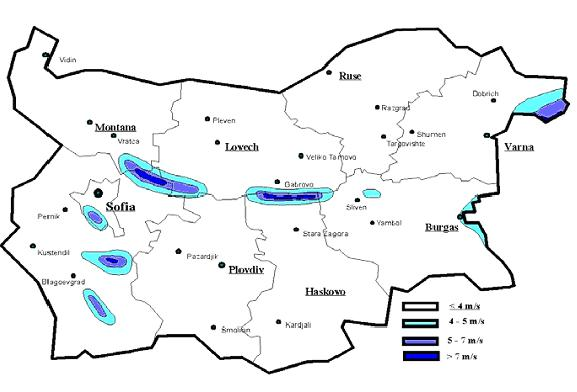 Vidin
Ruse
Dobrich
Razgrad
Pleven
Montana
Vratca
Lovech
Targovishte
Shumen
Varna
Veliko Tarnovo
Gabrovo
Sofia
Sliven
Pernik
Yambol
Burgas
Stara Zagora
Kustendil
Pazardjik
Plovdiv
Blagoevgrad
Haskovo
Smolian
Kardjali
≤ 4 m/s
4 - 5 m/s
5 - 7 m/s
> 7 m/s